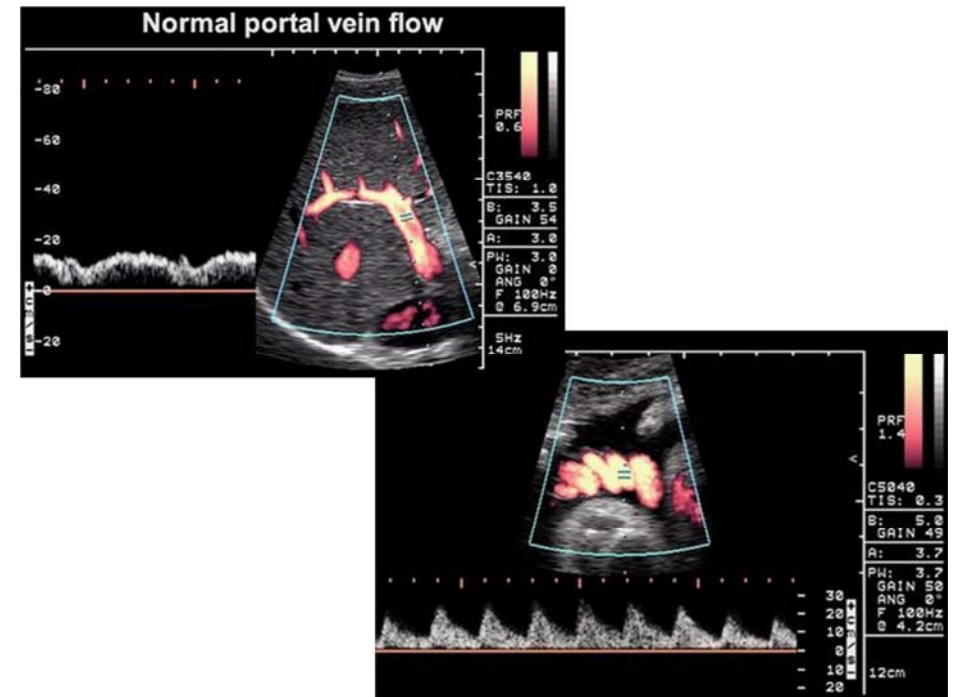 Normal portal vein flow
-80
-60
-40
-20
0
-20
PRF
0.6
C3540
TIS: 1.0
B: 3.5
GAIN 54
A: 3.0
PW: 3.0
GAIN 0
ANG 0°
F 100Hz
@ 6.9cm
5Hz
14cm
PRF
1.4
C5040
TIS: 0.3
B: 5.0
GAIN 49
A: 3.7
PW: 3.7
GAIN 50
ANG 0°
F 100Hz
@ 4.2cm
12cm
- 30
- 20
- 10
- 0
- 10
- 20